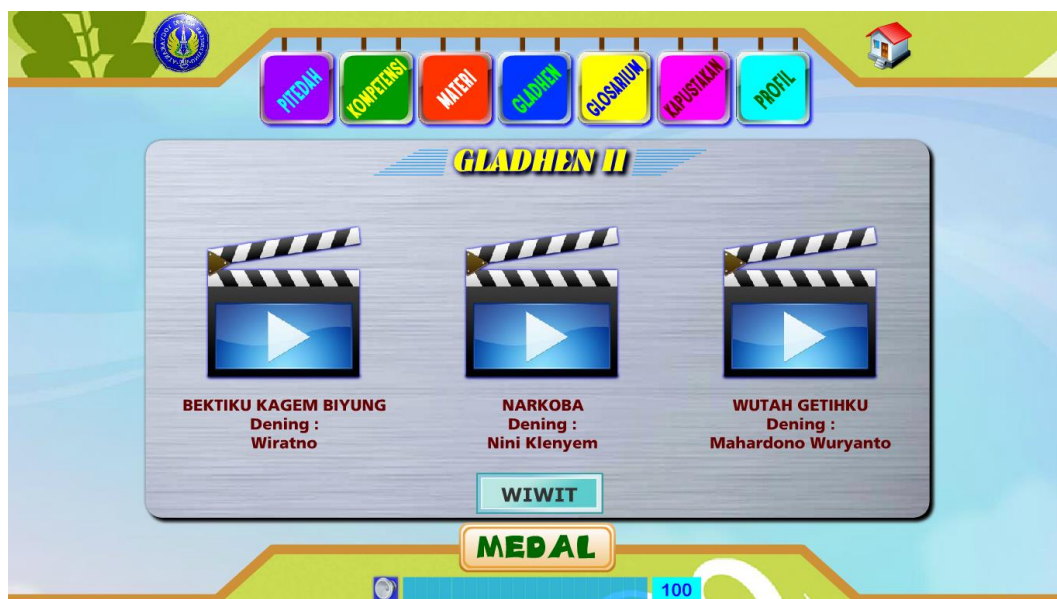 PITEDAH
KOMPETENSI
MATERI
GLADHEN
GLOSARIUM
KAPUSTAKAN
PROFIL
GLADHEN II
BEKTIKU KAGEM BIYUNG
Dening :
Wiratno
NARKOBA
Dening :
Nini Klenyem
WUTAH GETIHKU
Dening :
Mahardono Wuryanto
WIWIT
MEDAL
100